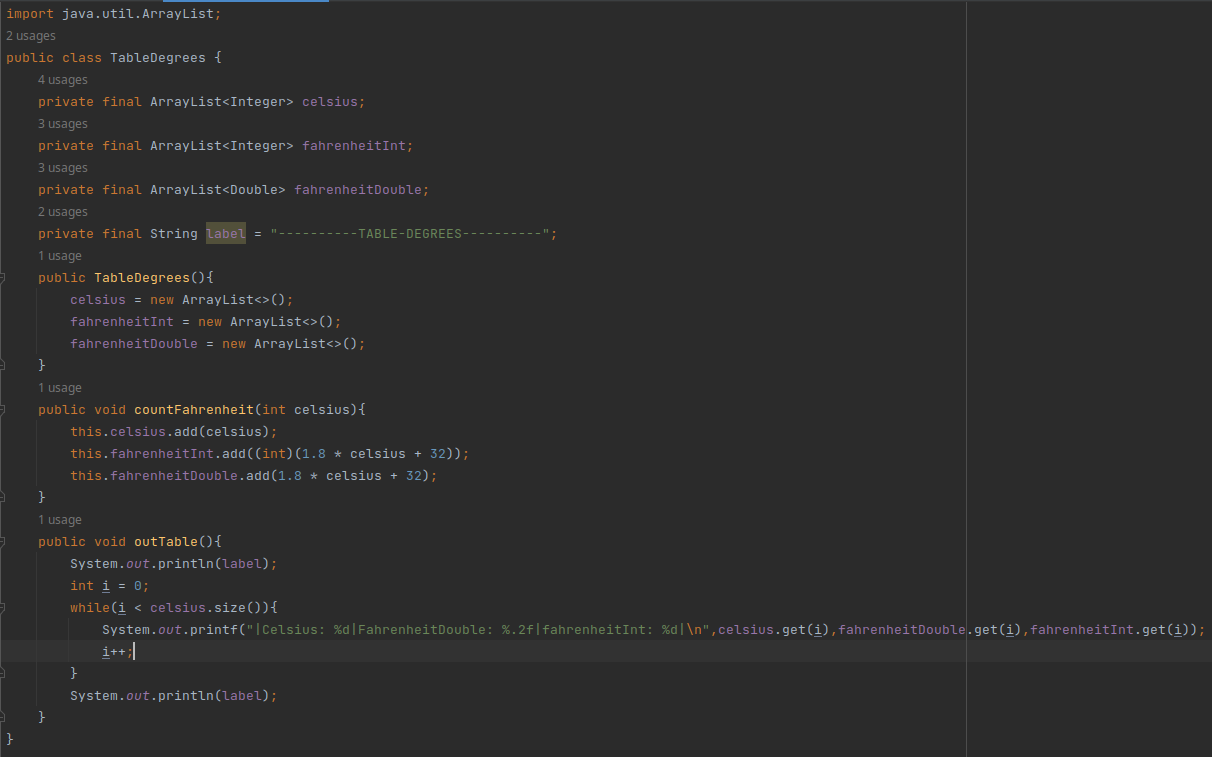 import java.util.ArrayList;
2 usages
public class TableDegrees {
    4 usages
    private final ArrayList<Integer> celsius;
    3 usages
    private final ArrayList<Integer> fahrenheitInt;
    3 usages
    private final ArrayList<Double> fahrenheitDouble;
    2 usages
    private final String label = "----------TABLE-DEGREES----------";
    1 usage
    public TableDegrees(){
        celsius = new ArrayList<>();
        fahrenheitInt = new ArrayList<>();
        fahrenheitDouble = new ArrayList<>();
    }
    1 usage
    public void countFahrenheit(int celsius){
        this.celsius.add(celsius);
        this.fahrenheitInt.add((int)(1.8 * celsius + 32));
        this.fahrenheitDouble.add(1.8 * celsius + 32);
    }
    1 usage
    public void outTable(){
        System.out.println(label);
        int i = 0;
        while(i < celsius.size()){
            System.out.printf("|Celsius: %d|FahrenheitDouble: %.2f|fahrenheitInt: %d|\n",celsius.get(i),fahrenheitDouble.get(i),fahrenheitInt.get(i));
            i++;
        }
        System.out.println(label);
    }
}